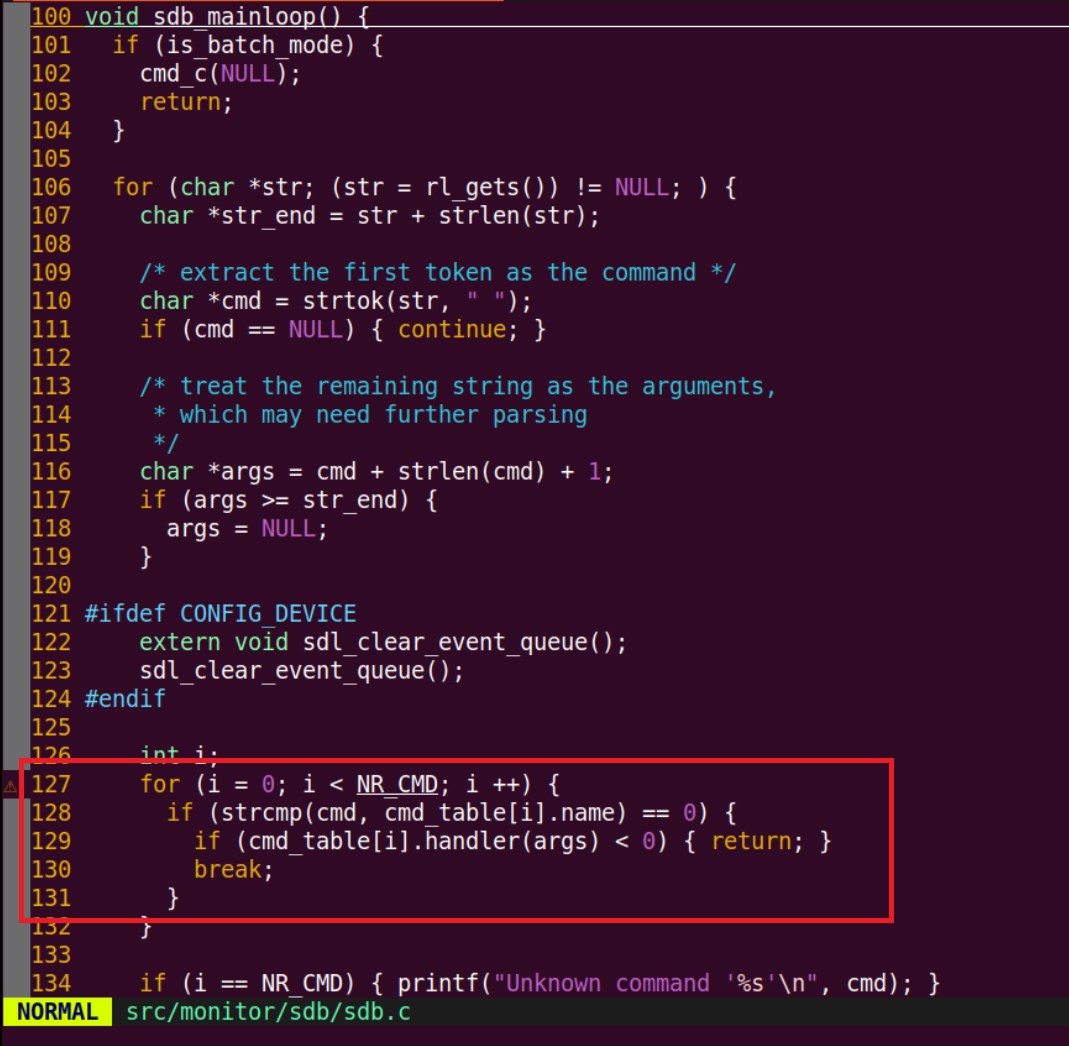 100 void sdb_mainloop() {
101   if (is_batch_mode) {
102     cmd_c(NULL);
103     return;
104   }
105
106   for (char *str; (str = rl_gets()) != NULL; ) {
107     char *str_end = str + strlen(str);
108
109     /* extract the first token as the command */
110     char *cmd = strtok(str, " ");
111     if (cmd == NULL) { continue; }
112
113     /* treat the remaining string as the arguments,
114      * which may need further parsing
115      */
116     char *args = cmd + strlen(cmd) + 1;
117     if (args >= str_end) {
118       args = NULL;
119     }
120
121 #ifdef CONFIG_DEVICE
122     extern void sdl_clear_event_queue();
123     sdl_clear_event_queue();
124 #endif
125
126     int i;
127     for (i = 0; i < NR_CMD; i ++) {
128       if (strcmp(cmd, cmd_table[i].name) == 0) {
129         if (cmd_table[i].handler(args) < 0) { return; }
130         break;
131       }
132     }
133
134     if (i == NR_CMD) { printf("Unknown command '%s'\n", cmd); }
NORMAL src/monitor/sdb/sdb.c